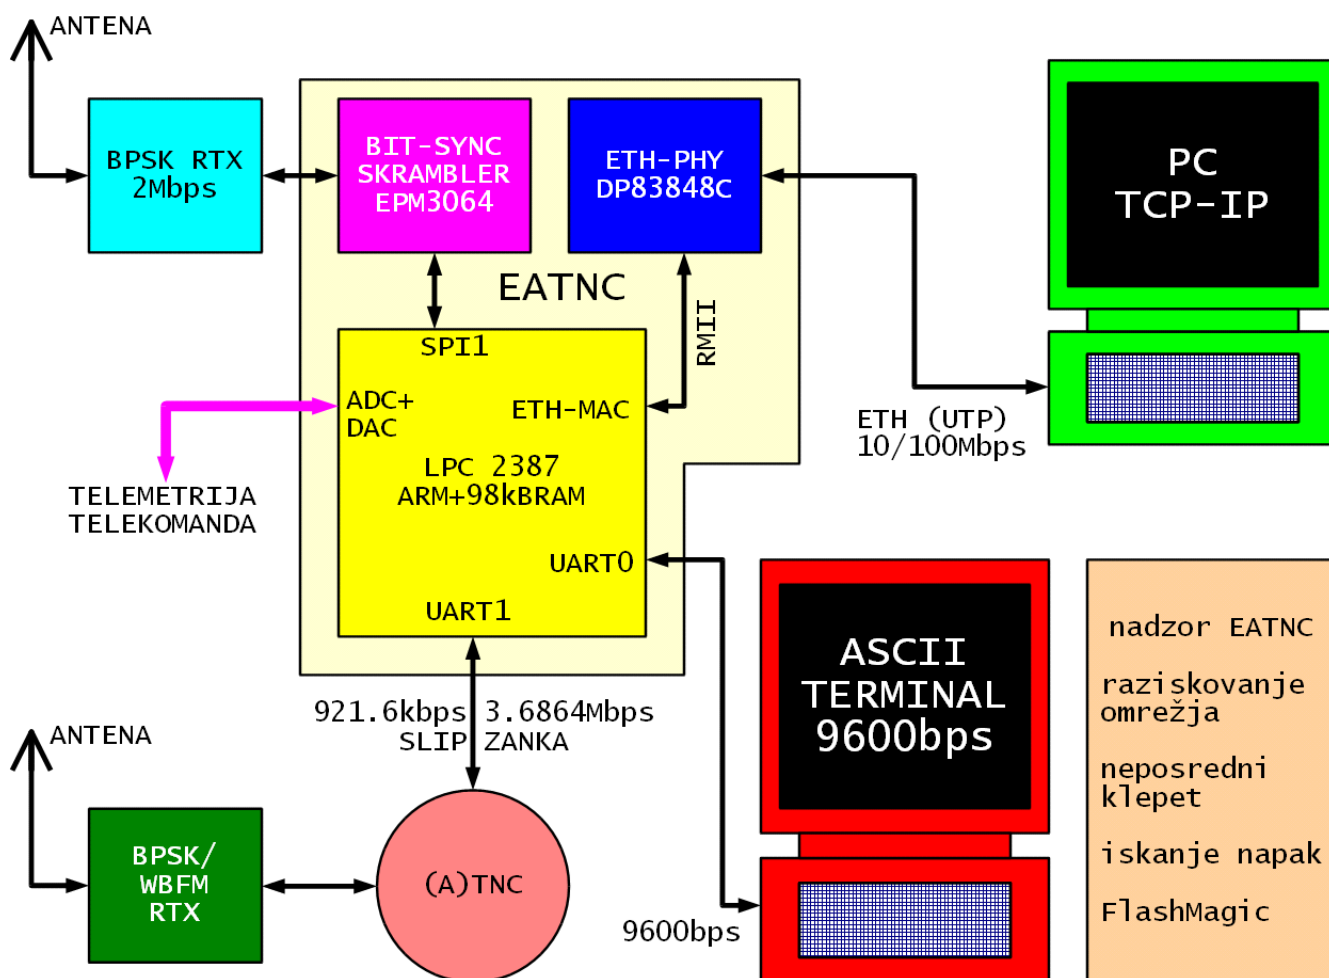 ANTENA
BPSK RTX
2Mbps
BIT-SYNC
SKRAMBLER
EPM3064
ETH-PHY
DP83848C
PC
TCP-IP
EATNC
RMII
SPI1
ADC+
DAC
ETH-MAC
ETH (UTP)
10/100Mbps
LPC 2387
ARM+98kBRAM
TELEMETRIJA
TELEKOMANDA
UART0
UART1
921.6kbps 3.6864Mbps
SLIP ZANKA
ASCII
TERMINAL
9600bps
nadzor EATNC
raziskovanje
omrežja
neposredni
klepet
iskanje napak
FlashMagic
ANTENA
BPSK/
WBFM
RTX
(A)TNC
9600bps